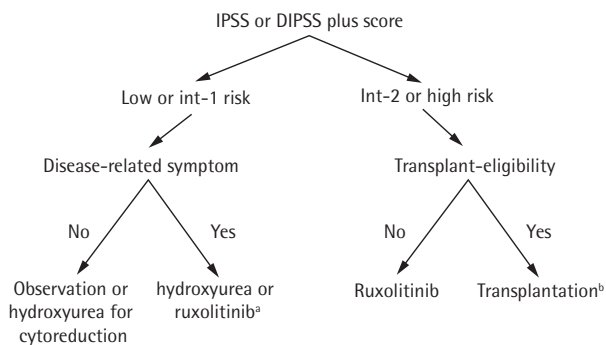 IPSS or DIPSS plus score
Low or int-1 risk
Int-2 or high risk
Disease-related symptom
Transplant-eligibility
No
Yes
No
Yes
Observation or
hydroxyurea for
cytoreduction
hydroxyurea or
ruxolitinibᵃ
Ruxolitinib
Transplantationᵇ